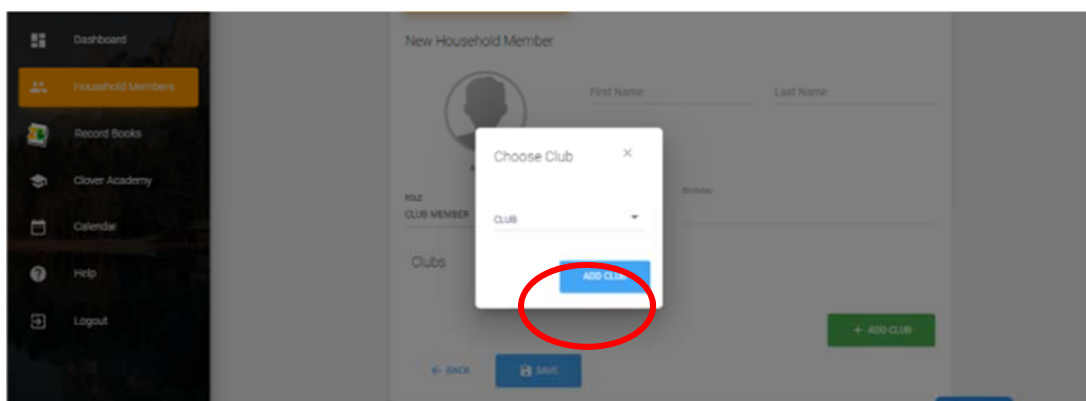 Dashboard
Household Members
Record Books
Clover Academy
Calendar
Help
Logout
New Household Member
First Name
Last Name
Choose Club
ROLE
CLUB MEMBER
Birthday
CLUB
Clubs
ADD CLUB
+ ADD CLUB
← BACK
SAVE